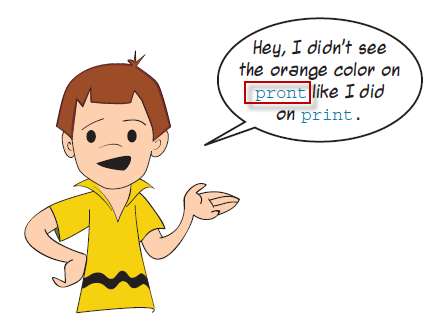 Hey, I didn't see
the orange color on
pront like I did
on print.